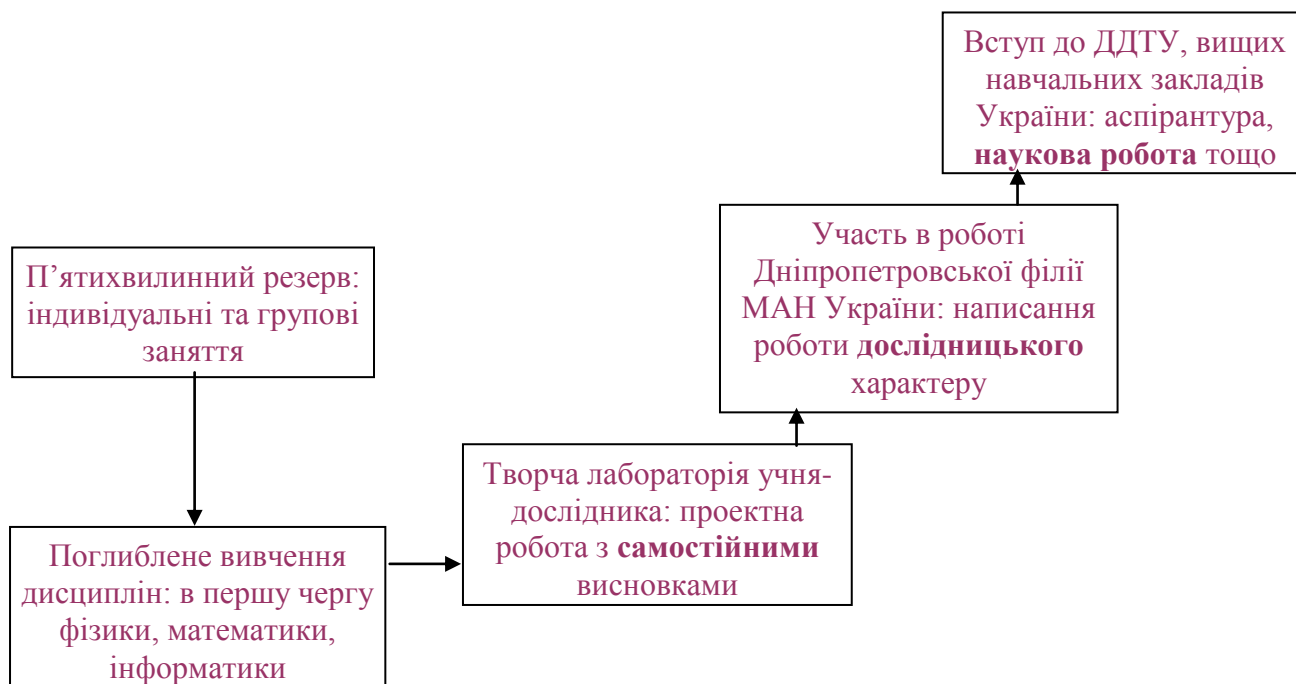 Вступ до ДДТУ, вищих
навчальних закладів
України: аспірантура,
наукова робота тощо
Участь в роботі
Дніпропетровської філії
МАН України: написання
роботи дослідницького
характеру
П’ятихвилинний резерв:
індивідуальні та групові
заняття
Творча лабораторія учня-
дослідника: проектна
робота з самостійними
висновками
Поглиблене вивчення
дисциплін: в першу чергу
фізики, математики,
інформатики